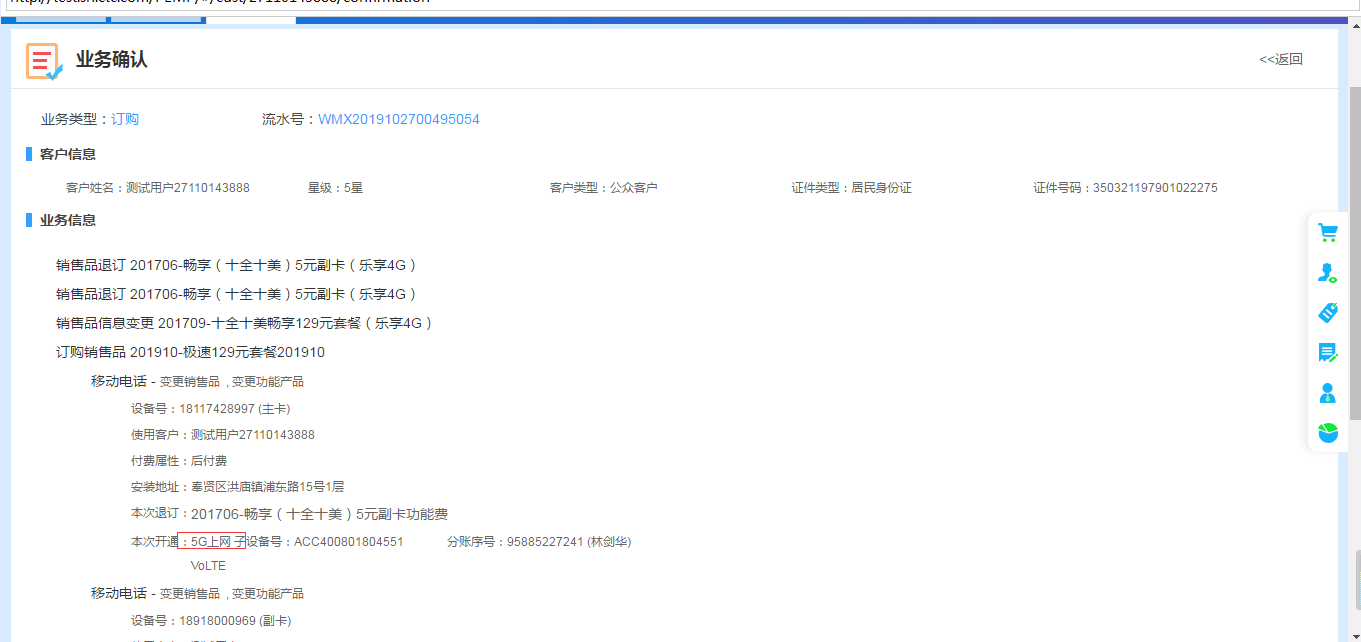 业务确认
<<返回
业务类型：订购 流水号：WMX2019102700495054
客户信息
客户姓名：测试用户27110143888 星级：5星 客户类型：公众客户 证件类型：居民身份证 证件号码：350321197901022275
业务信息
销售品退订 201706-畅享（十全十美）5元副卡（乐享4G）
销售品退订 201706-畅享（十全十美）5元副卡（乐享4G）
销售品信息变更 201709-十全十美畅享129元套餐（乐享4G）
订购销售品 201910-极速129元套餐201910
移动电话 - 变更销售品 , 变更功能产品
设备号：18117428997 (主卡)
使用客户：测试用户27110143888
付费属性：后付费
安装地址：奉贤区洪庙镇浦东路15号1层
本次退订：201706-畅享（十全十美）5元副卡功能费
本次开通：5G上网 子设备号：ACC400801804551 分账序号：95885227241 (林剑华)
VoLTE
移动电话 - 变更销售品 , 变更功能产品
设备号：18918000969 (副卡)